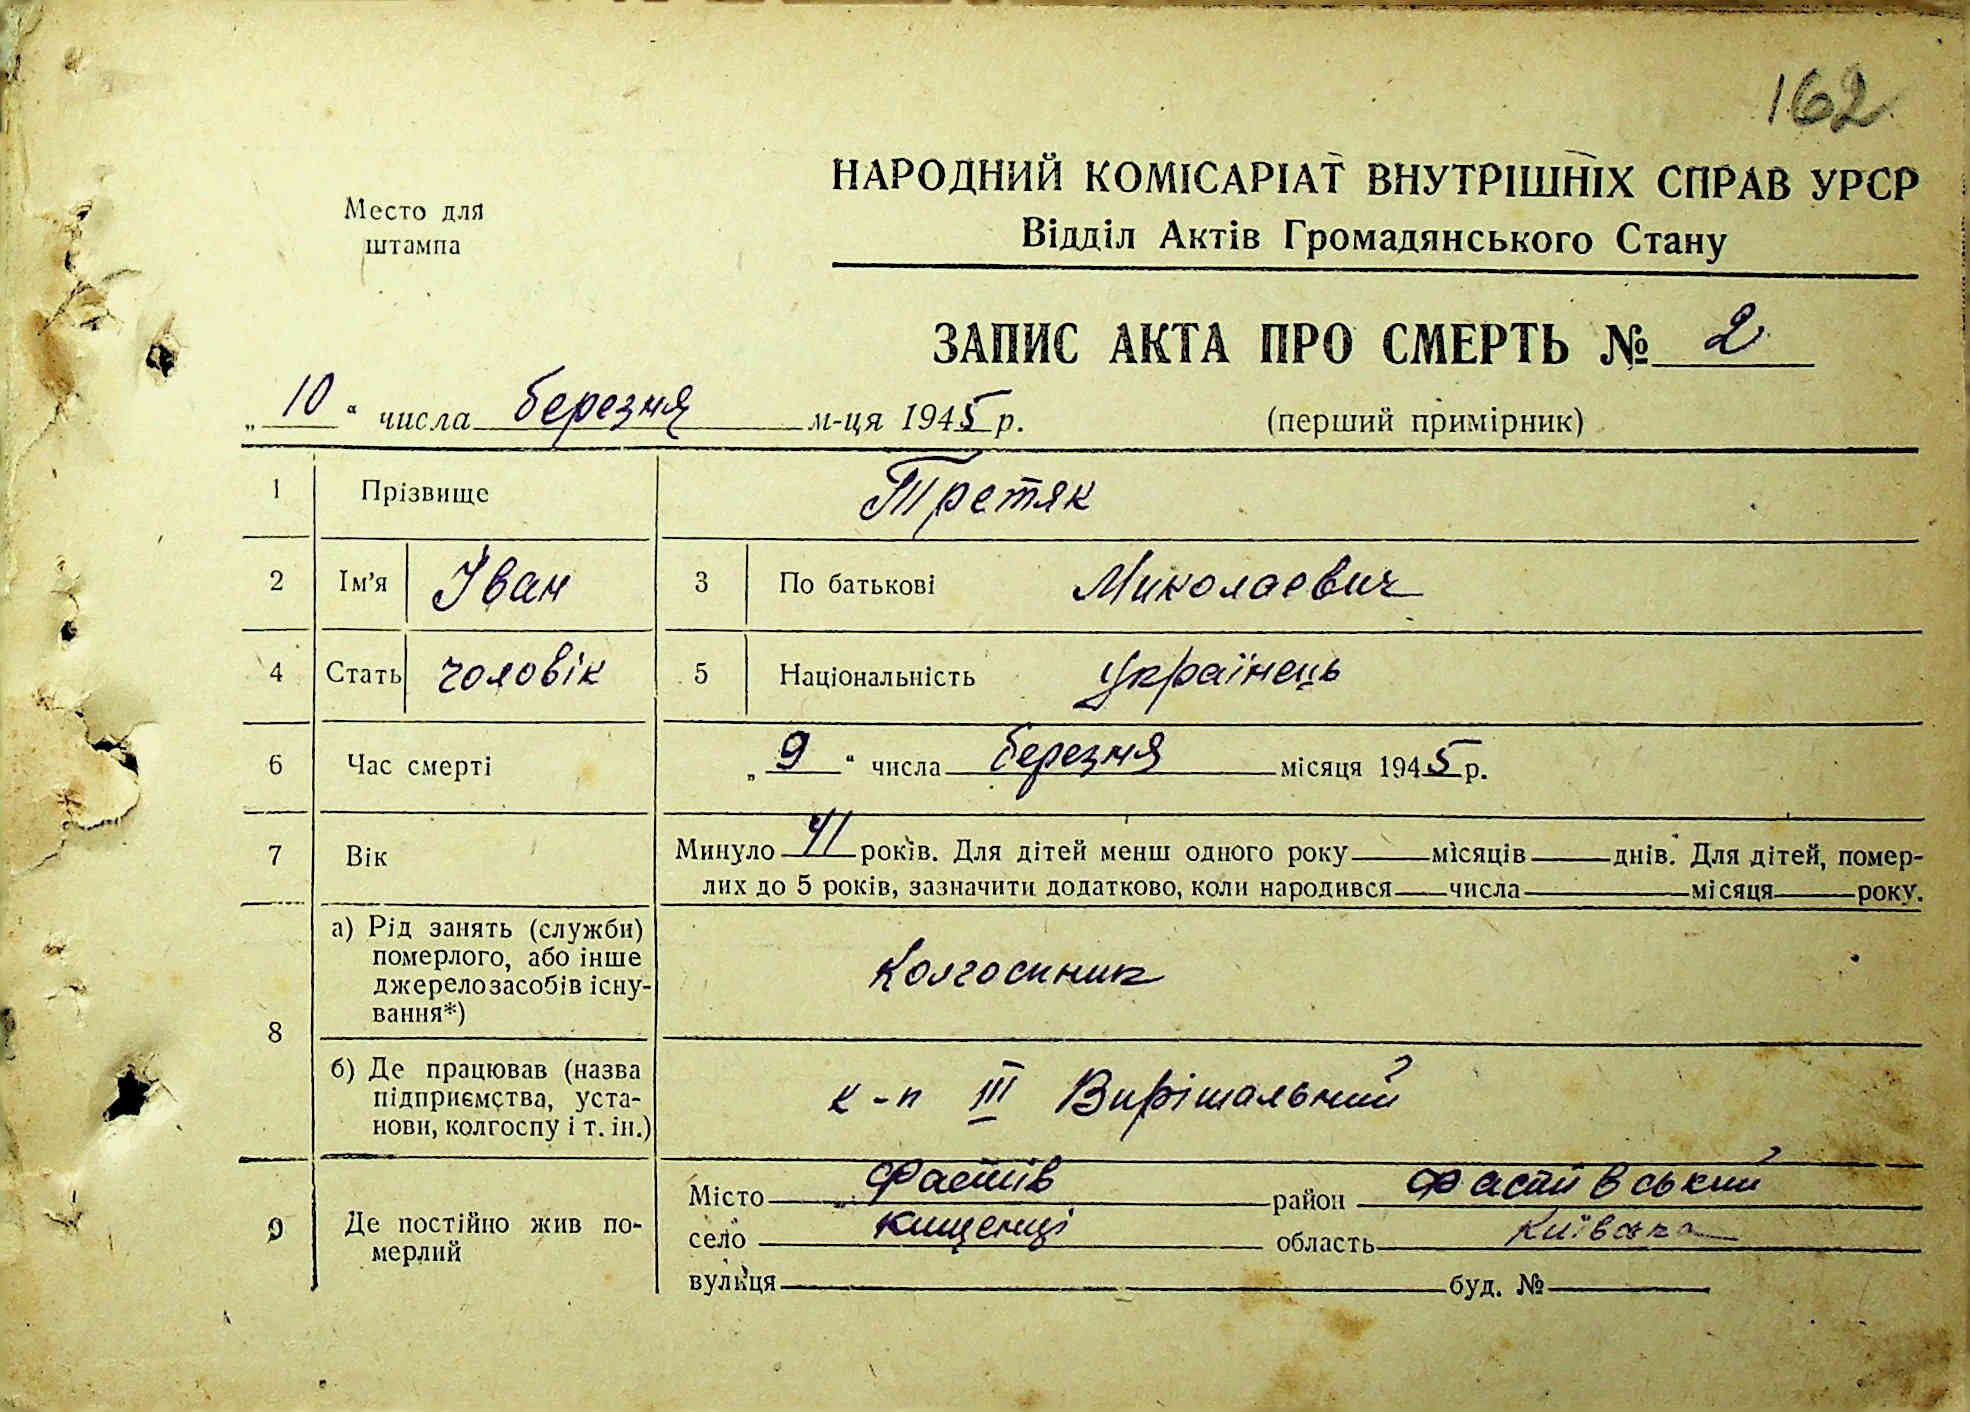 162
Место для
штампа
НАРОДНИЙ КОМІСАРІАТ ВНУТРІШНІХ СПРАВ УРСР
Відділ Актів Громадянського Стану
ЗАПИС АКТА ПРО СМЕРТЬ № 2
„10“ числа березня м-ця 1945 р. (перший примірник)
1 Прізвище Третяк
2 Ім'я Іван 3 По батькові Миколаевич
4 Стать чоловік 5 Національність українець
6 Час смерті „9“ числа березня місяця 1945 р.
7 Вік Минуло 41 років. Для дітей менш одного року місяців днів. Для дітей, помер-
лих до 5 років, зазначити додатково, коли народився числа місяця року.
8 а) Рід занять (служби)
померлого, або інше
джерело засобів існу-
вання*) Колгоспник
б) Де працював (назва
підприємства, уста-
нови, колгоспу і т. ін.) к-п III Вирішальний
9 Де постійно жив по-
мерлий
Місто Фастів район Фастівський
село область Київська
вулиця буд. №